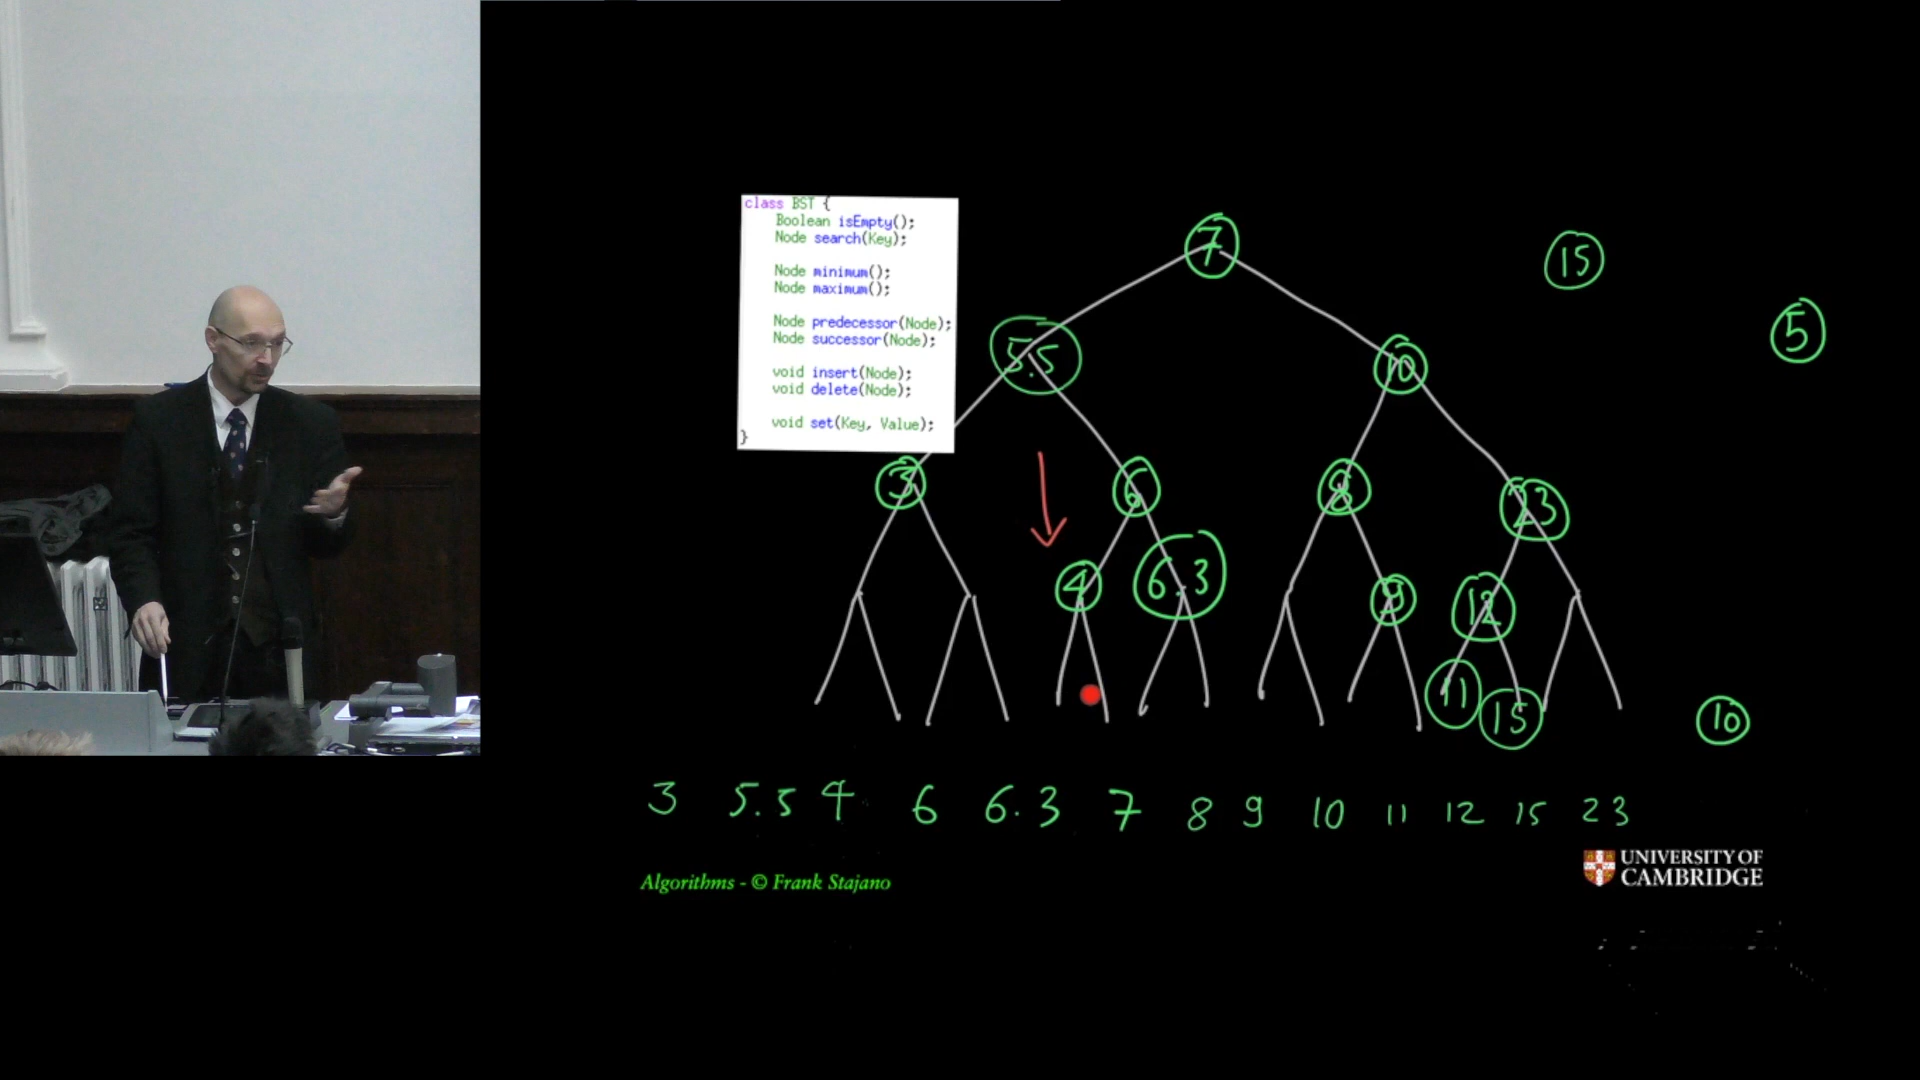 class BST {
Boolean isEmpty();
Node search(Key);
Node minimum();
Node maximum();
Node predecessor(Node);
Node successor(Node);
void insert(Node);
void delete(Node);
void set(Key, Value);
}
7
15
5
5.5
10
3
6
8
23
4
6.3
9
12
11
15
10
3 5.5 4 6 6.3 7 8 9 10 11 12 15 23
Algorithms - © Frank Stajano
UNIVERSITY OF
CAMBRIDGE